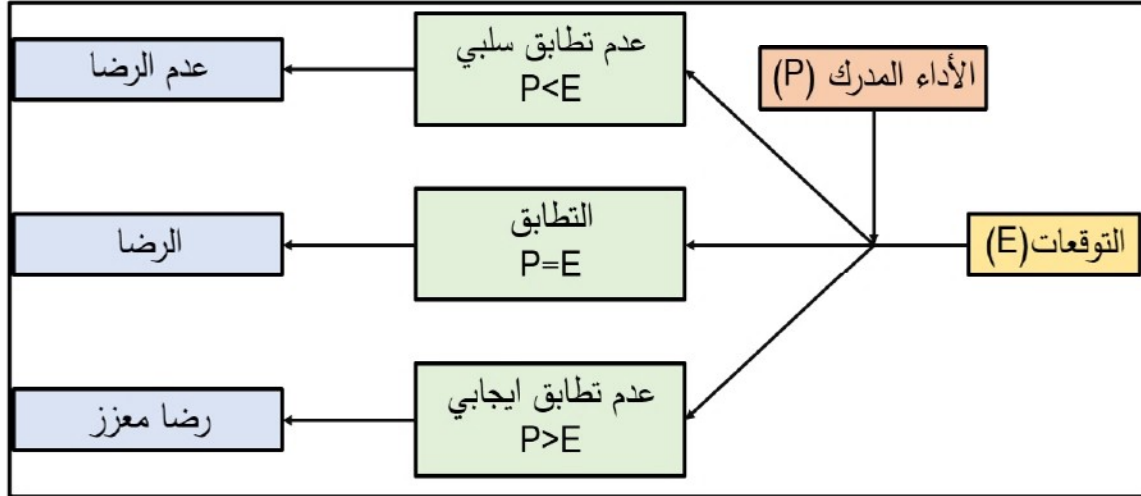 الأداء المدرك (P)
التوقعات(E)
عدم تطابق سلبي
P<E
عدم الرضا
التطابق
P=E
الرضا
عدم تطابق ايجابي
P>E
رضا معزز